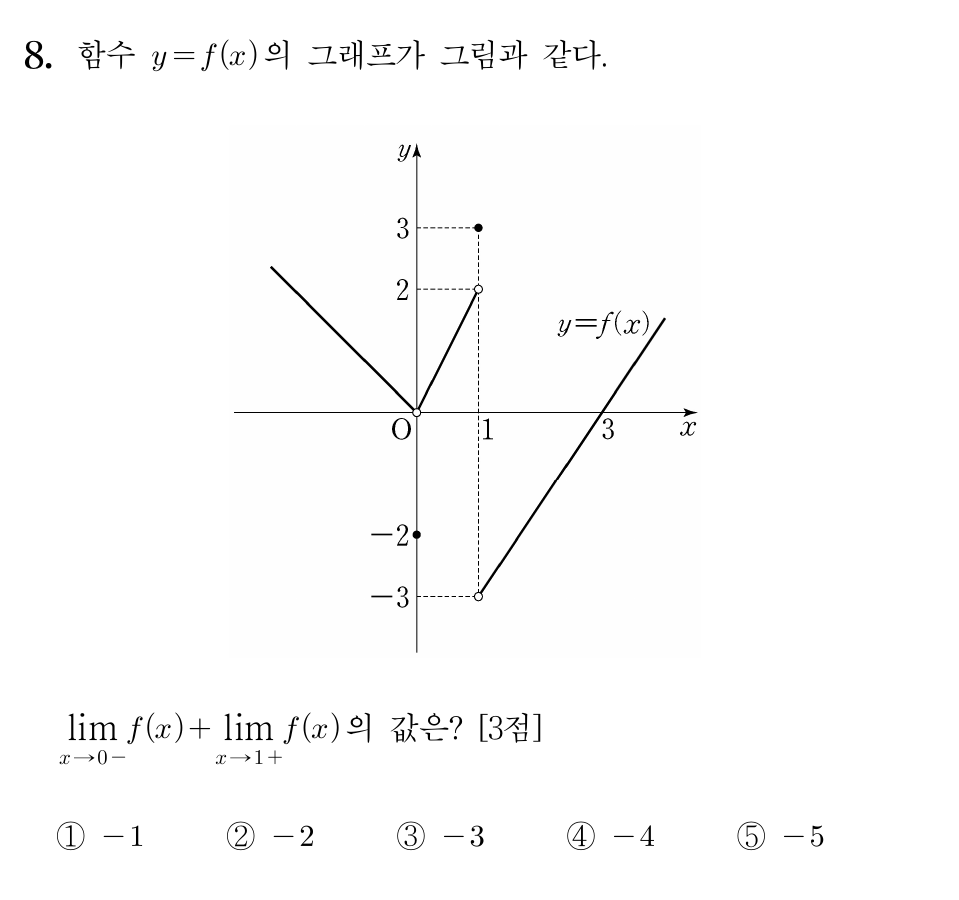 8. 함수 y=f(x)의 그래프가 그림과 같다.
y
3
2
y=f(x)
O 1 3 x
-2
-3
lim f(x)+ lim f(x)의 값은? [3점]
x→0- x→1+
① -1 ② -2 ③ -3 ④ -4 ⑤ -5